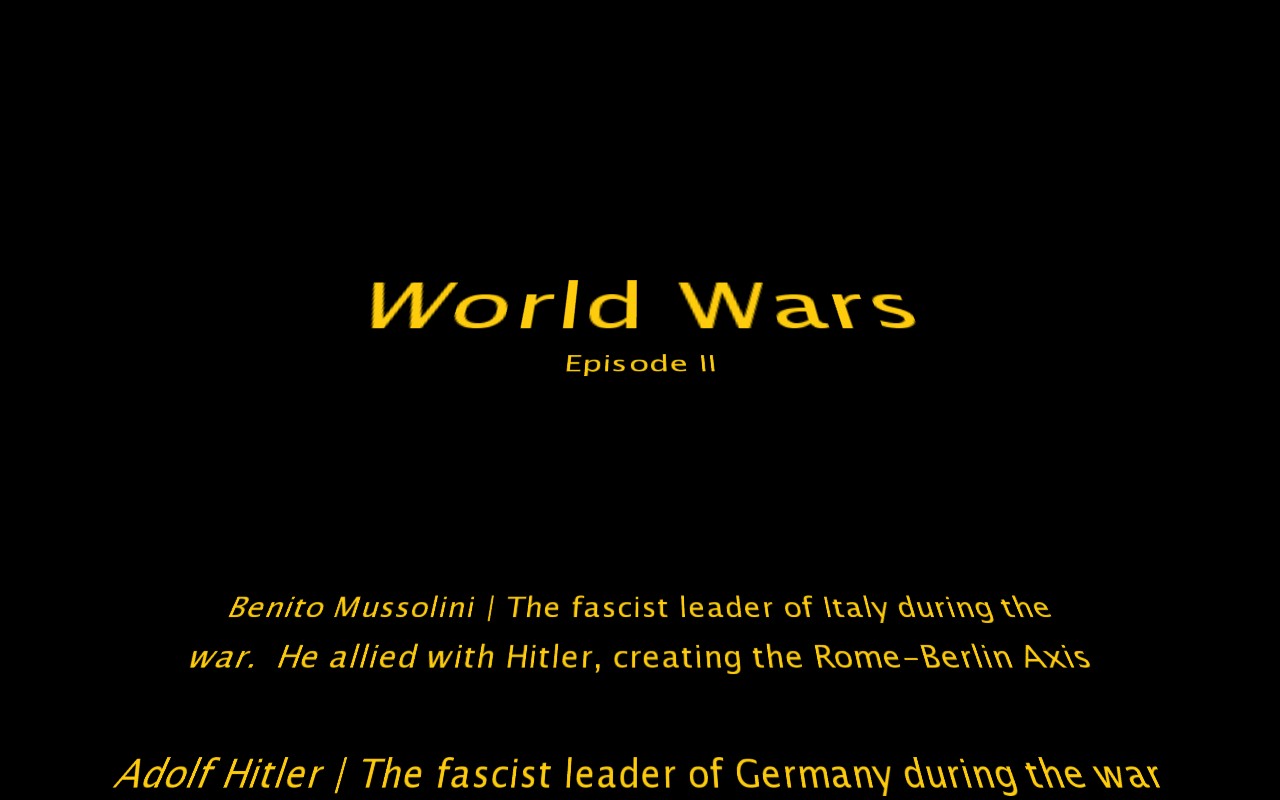 World Wars
Episode II
Benito Mussolini | The fascist leader of Italy during the
war.  He allied with Hitler, creating the Rome-Berlin Axis
Adolf Hitler | The fascist leader of Germany during the war